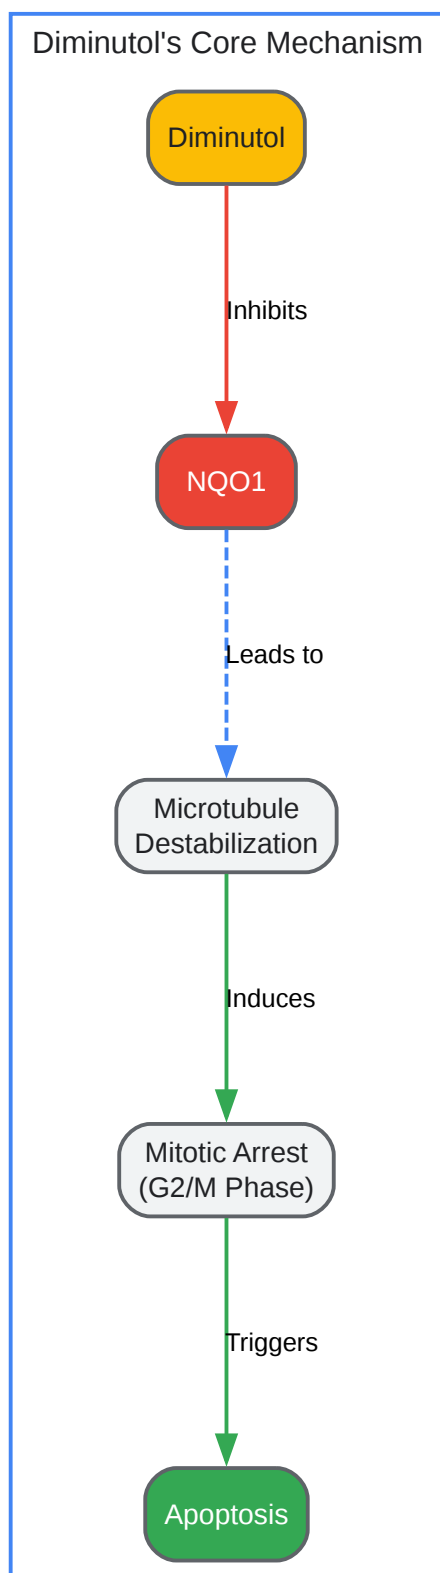 Diminutol's Core Mechanism
Diminutol
Inhibits
NQO1
Leads to
Microtubule
Destabilization
Induces
Mitotic Arrest
(G2/M Phase)
Triggers
Apoptosis